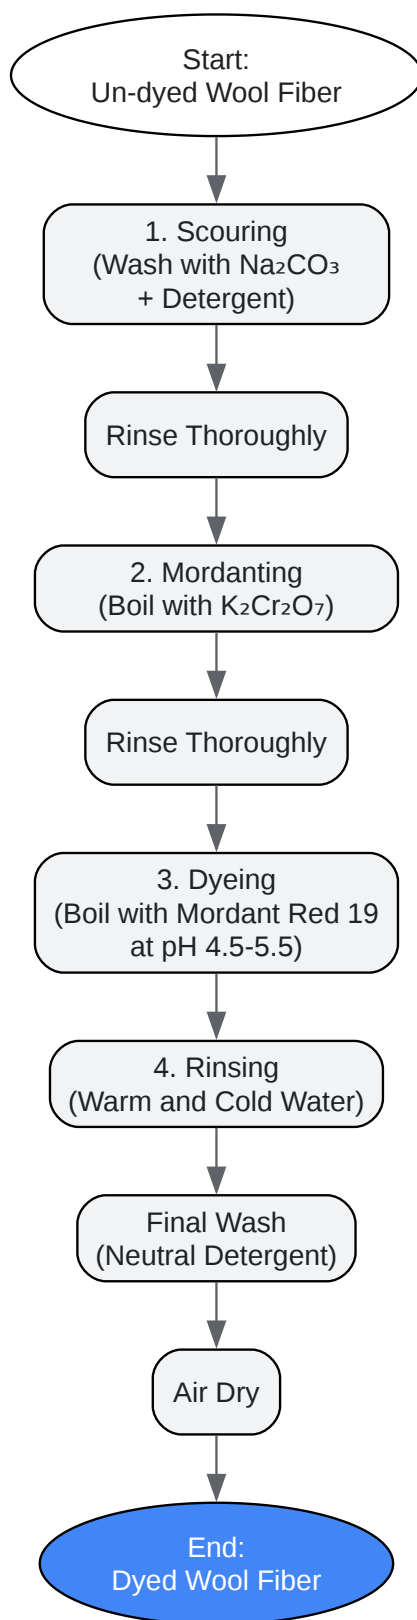 Start:
Un-dyed Wool Fiber
1. Scouring
(Wash with Na₂CO₃
+ Detergent)
Rinse Thoroughly
2. Mordanting
(Boil with K₂Cr₂O₇)
Rinse Thoroughly
3. Dyeing
(Boil with Mordant Red 19
at pH 4.5-5.5)
4. Rinsing
(Warm and Cold Water)
Final Wash
(Neutral Detergent)
Air Dry
End:
Dyed Wool Fiber